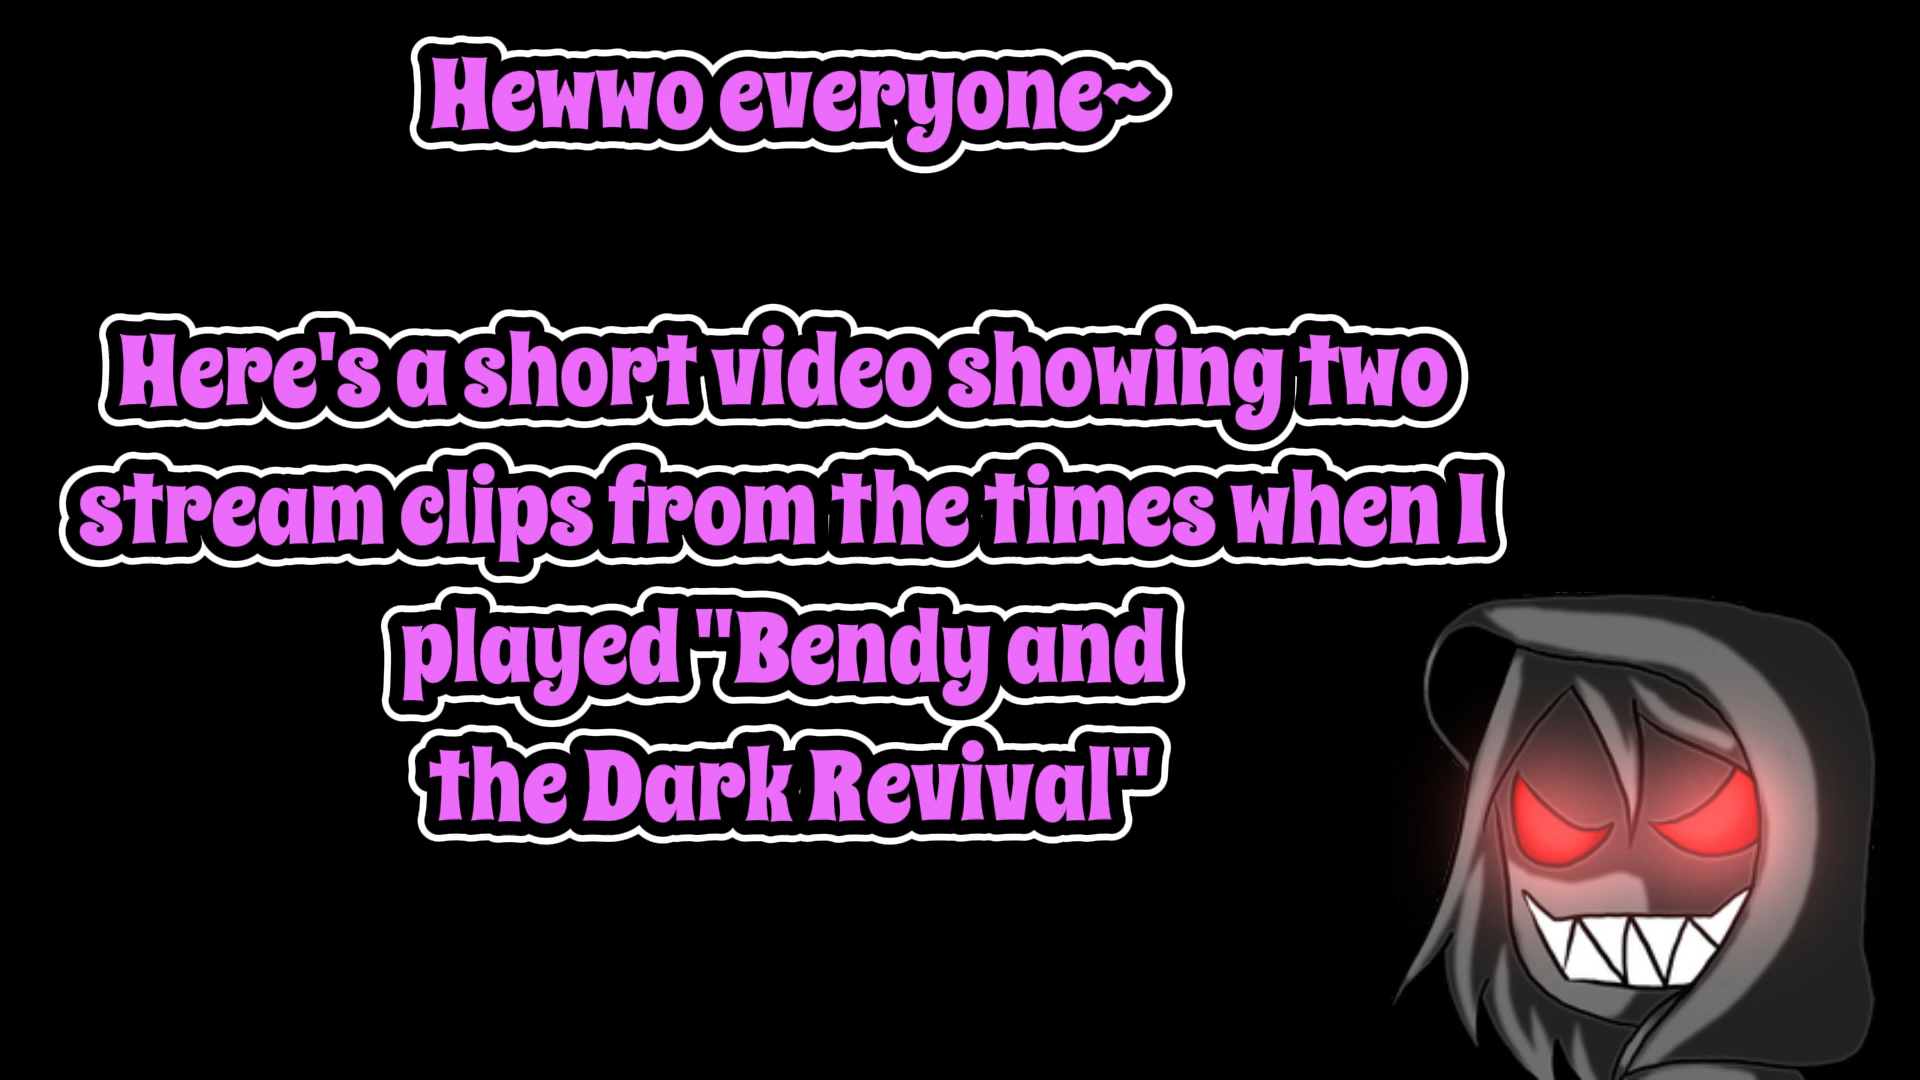 Hewwo everyone~
Here's a short video showing two
stream clips from the times when I
played "Bendy and
the Dark Revival"